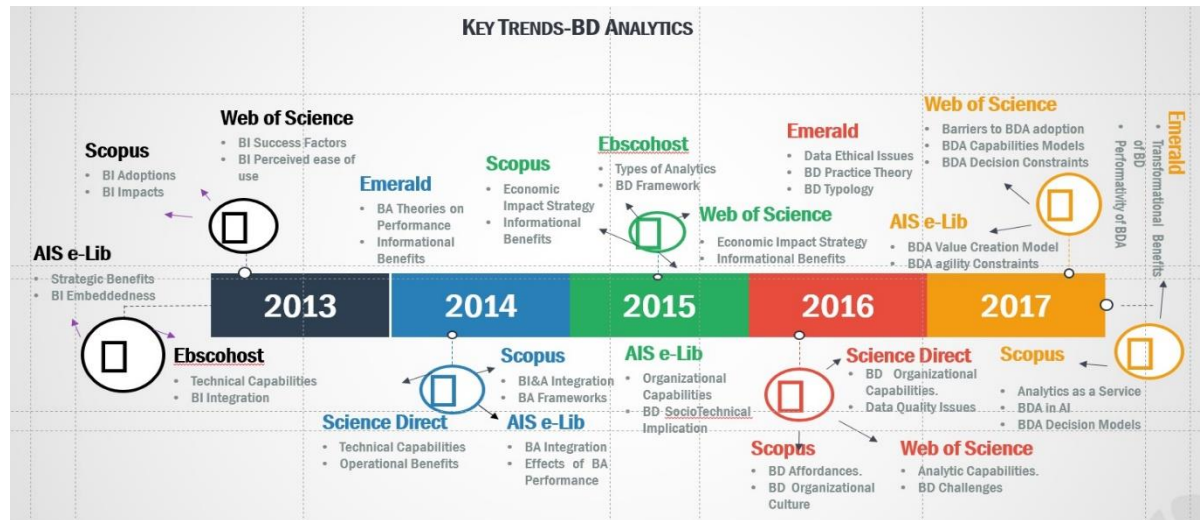 KEY TRENDS-BD ANALYTICS
Scopus
• BI Adoptions
• BI Impacts
Web of Science
• BI Success Factors
• BI Perceived ease of
use
AIS e-Lib
• Strategic Benefits
• BI Embeddedness
Ebscohost
• Technical Capabilities
• BI Integration
2013
Emerald
• BA Theories on
Performance
• Informational
Benefits
2014
Science Direct
• Technical Capabilities
• Operational Benefits
Scopus
• BI&A Integration
• BA Frameworks
AIS e-Lib
• BA Integration
• Effects of BA
Performance
Scopus
• Economic
Impact Strategy
• Informational
Benefits
Ebscohost
• Types of Analytics
• BD Framework
Web of Science
• Economic Impact Strategy
• Informational Benefits
2015
AIS e-Lib
• Organizational
Capabilities
• BD SocioTechnical
Implication
Emerald
• Data Ethical Issues
• BD Practice Theory
• BD Typology
2016
Science Direct
• BD Organizational
Capabilities.
• Data Quality Issues
Scopus
• BD Affordances.
• BD Organizational
Culture
Web of Science
• Analytic Capabilities.
• BD Challenges
Web of Science
• Barriers to BDA adoption
• BDA Capabilities Models
• BDA Decision Constraints
AIS e-Lib
• BDA Value Creation Model
• BDA agility Constraints
2017
Emerald
• Transformational Benefits
of BD
• Performativity of BDA
Scopus
• Analytics as a Service
• BDA in AI
• BDA Decision Models